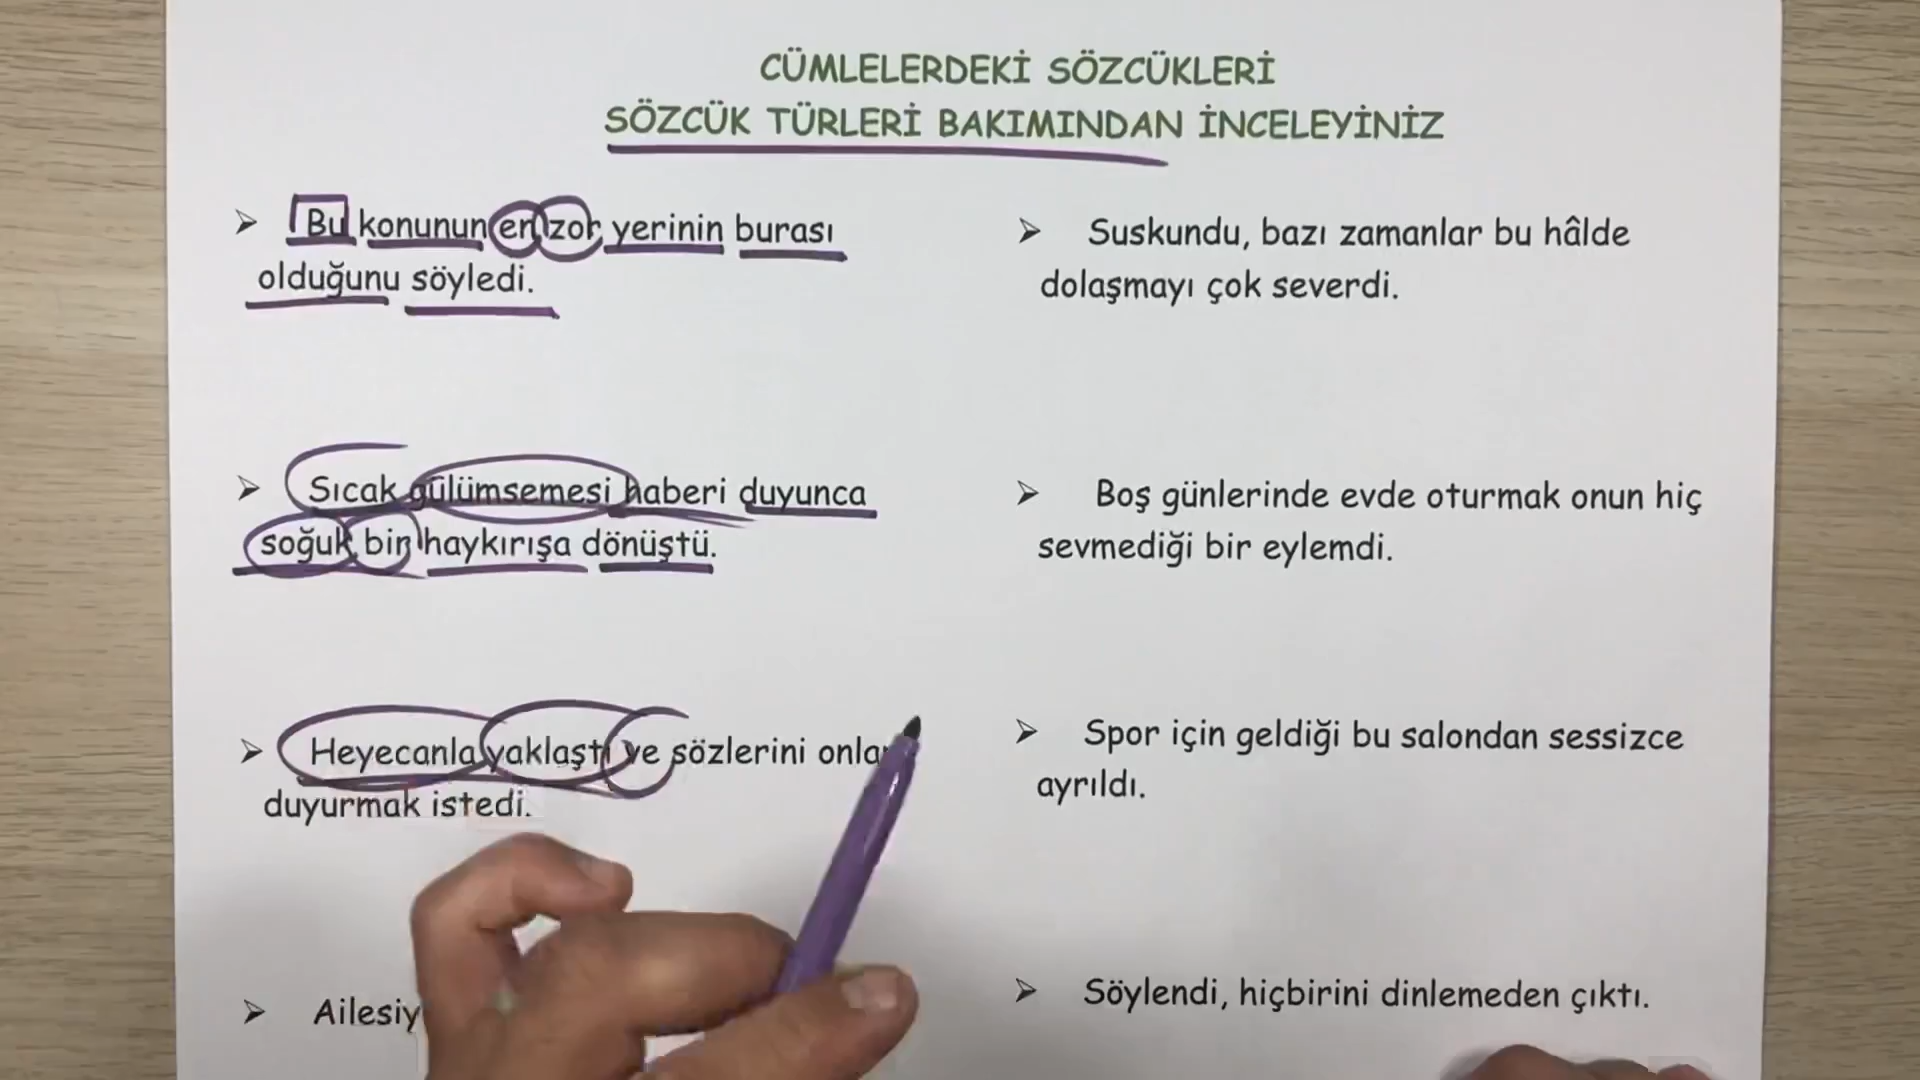 CÜMLELERDEKİ SÖZCÜKLERİ
SÖZCÜK TÜRLERİ BAKIMINDAN İNCELEYİNİZ
Bu konunun en zor yerinin burası
olduğunu söyledi.
Sıcak gülümsemesi haberi duyunca
soğuk bir haykırışa dönüştü.
Heyecanla yaklaştı ve sözlerini
duyurmak istedi.
Suskundu, bazı zamanlar bu hâlde
dolaşmayı çok severdi.
Boş günlerinde evde oturmak onun hiç
sevmediği bir eylemdi.
Spor için geldiği bu salondan sessizce
ayrıldı.
Söylendi, hiçbirini dinlemeden çıktı.